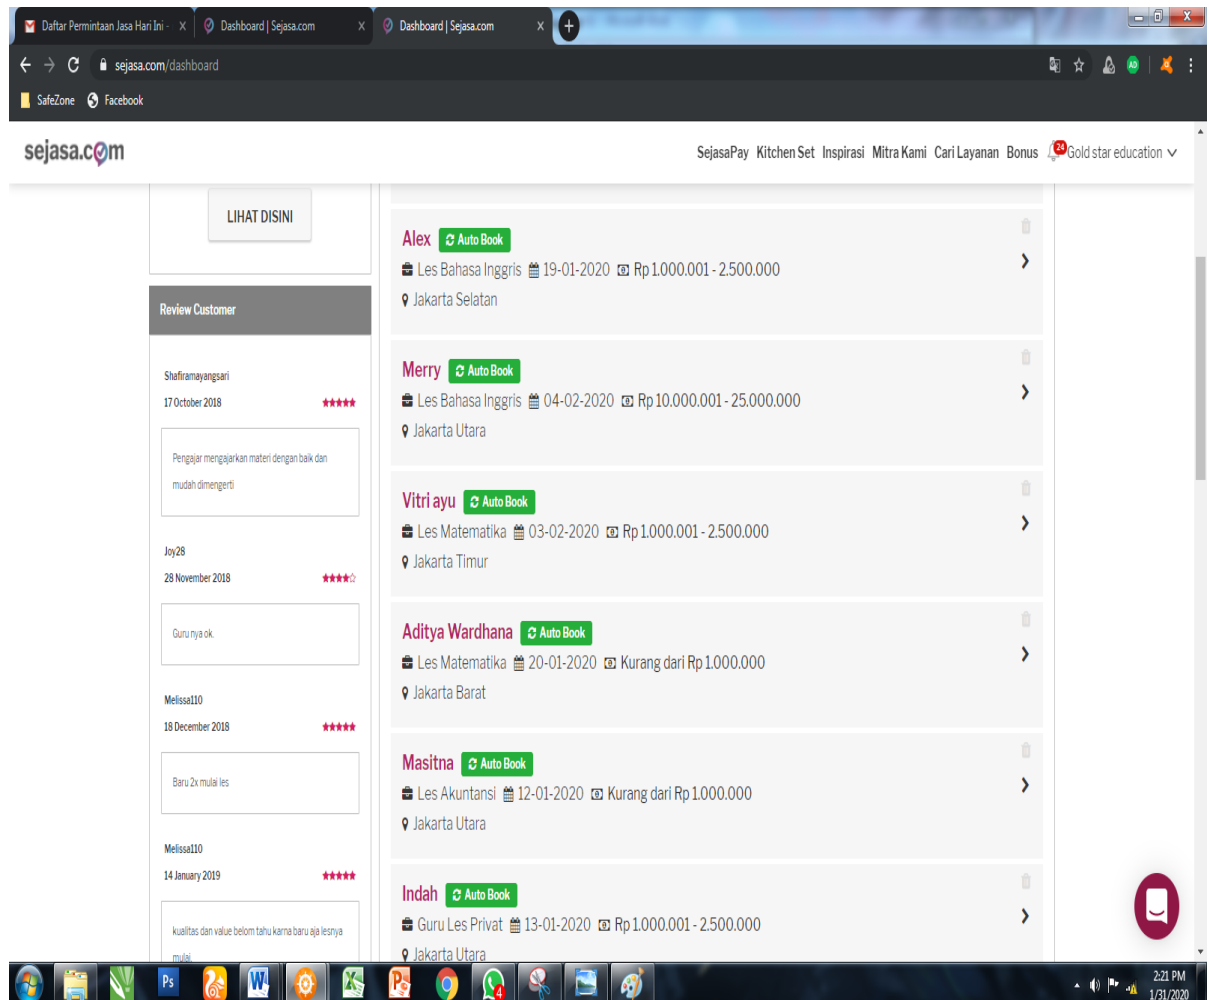 Daftar Permintaan Jasa Hari Ini -
Dashboard | Sejasa.com
Dashboard | Sejasa.com
sejasa.com/dashboard
SafeZone
Facebook
sejasa.com
SejasaPay Kitchen Set Inspirasi Mitra Kami Cari Layanan Bonus 24 Gold star education
LIHAT DISINI
Review Customer
Shafiramayangsari
17 October 2018
Pengajar mengajarkan materi dengan baik dan
mudah dimengerti
Joy28
28 November 2018
Guru nya ok.
Melissa110
18 December 2018
Baru 2x mulai les
Melissa110
14 January 2019
kualitas dan value belom tahu karna baru aja lesnya
mulai.
Alex Auto Book
Les Bahasa Inggris 19-01-2020 Rp 1.000.001 - 2.500.000
Jakarta Selatan
Merry Auto Book
Les Bahasa Inggris 04-02-2020 Rp 10.000.001 - 25.000.000
Jakarta Utara
Vitri ayu Auto Book
Les Matematika 03-02-2020 Rp 1.000.001 - 2.500.000
Jakarta Timur
Aditya Wardhana Auto Book
Les Matematika 20-01-2020 Kurang dari Rp 1.000.000
Jakarta Barat
Masitna Auto Book
Les Akuntansi 12-01-2020 Kurang dari Rp 1.000.000
Jakarta Utara
Indah Auto Book
Guru Les Privat 13-01-2020 Rp 1.000.001 - 2.500.000
Jakarta Utara
Ps
4
2:21 PM
1/31/2020